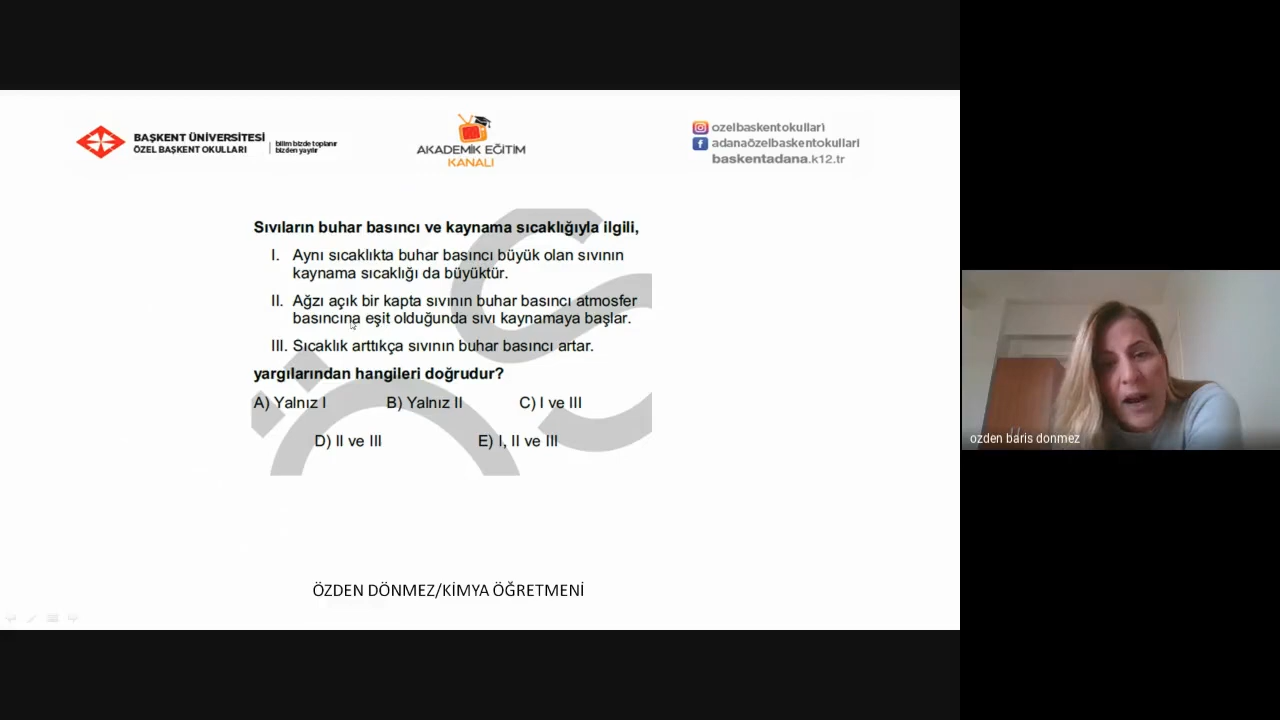 BAŞKENT ÜNİVERSİTESİ
ÖZEL BAŞKENT OKULLARI
bilim bizde toplanır
bizden yayılır
AKADEMİK EĞİTİM
KANALI
ozelbaskentokullari
adanaözelbaskentokullari
baskentadana.k12.tr
Sıvıların buhar basıncı ve kaynama sıcaklığıyla ilgili,
I. Aynı sıcaklıkta buhar basıncı büyük olan sıvının
kaynama sıcaklığı da büyüktür.
II. Ağzı açık bir kapta sıvının buhar basıncı atmosfer
basıncına eşit olduğunda sıvı kaynamaya başlar.
III. Sıcaklık arttıkça sıvının buhar basıncı artar.
yargılarından hangileri doğrudur?
A) Yalnız I B) Yalnız II C) I ve III
D) II ve III E) I, II ve III
ÖZDEN DÖNMEZ/KİMYA ÖĞRETMENİ
ozden baris donmez